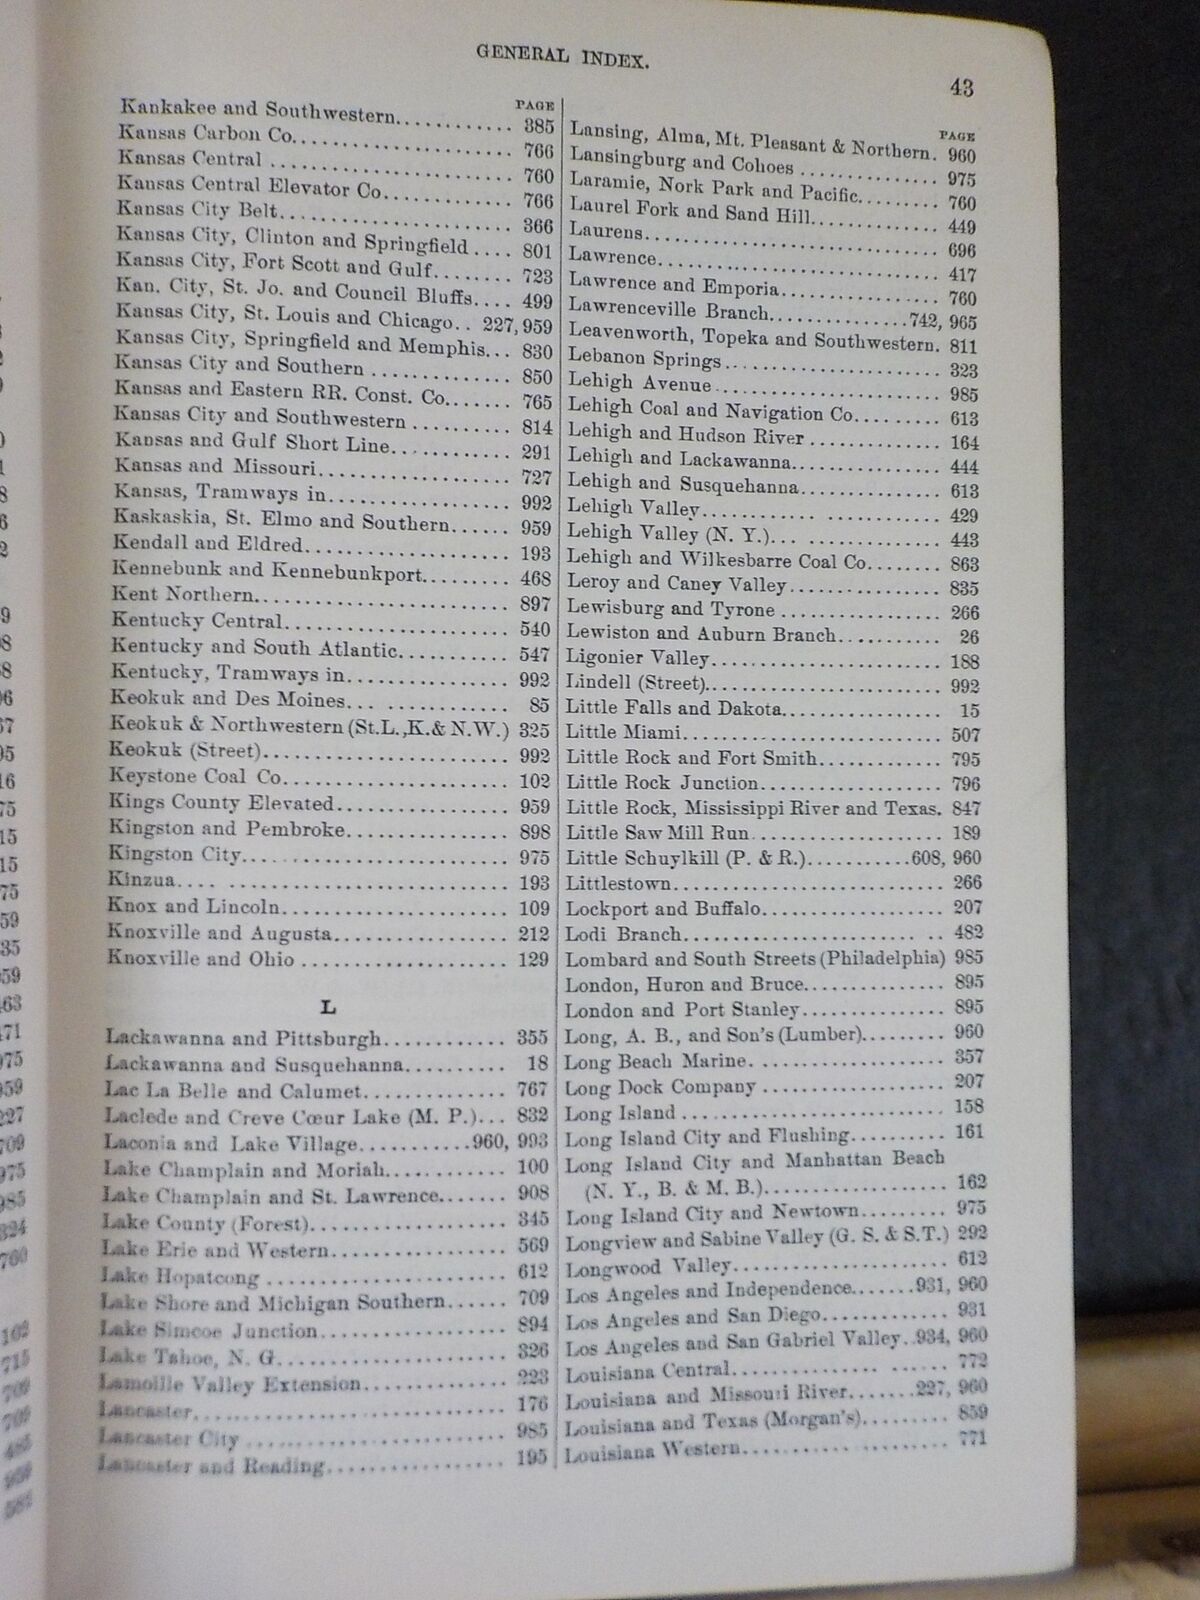 GENERAL INDEX.
43
PAGE
Kankakee and Southwestern............ 385
Kansas Carbon Co..................... 766
Kansas Central ...................... 760
Kansas Central Elevator Co............. 766
Kansas City Belt...................... 366
Kansas City, Clinton and Springfield .... 801
Kansas City, Fort Scott and Gulf........ 723
Kan. City, St. Jo. and Council Bluffs.... 499
Kansas City, St. Louis and Chicago.. 227, 959
Kansas City, Springfield and Memphis... 830
Kansas City and Southern .............. 850
Kansas and Eastern RR. Const. Co....... 765
Kansas City and Southwestern .......... 814
Kansas and Gulf Short Line............ 291
Kansas and Missouri................... 727
Kansas, Tramways in.................. 992
Kaskaskia, St. Elmo and Southern...... 959
Kendall and Eldred.................... 193
Kennebunk and Kennebunkport........ 468
Kent Northern........................ 897
Kentucky Central..................... 540
Kentucky and South Atlantic.......... 547
Kentucky, Tramways in................ 992
Keokuk and Des Moines... ............ 85
Keokuk & Northwestern (St.L.,K.& N.W.) 325
Keokuk (Street)....................... 992
Keystone Coal Co..................... 102
Kings County Elevated................ 959
Kingston and Pembroke............... 898
Kingston City......................... 975
Kinzua.... .......................... 193
Knox and Lincoln..................... 109
Knoxville and Augusta................ 212
Knoxville and Ohio ................... 129
L
Lackawanna and Pittsburgh............ 355
Lackawanna and Susquehanna.......... 18
Lac La Belle and Calumet.............. 767
Laclede and Creve Cœur Lake (M. P.)... 832
Laconia and Lake Village...........960, 993
Lake Champlain and Moriah........... 100
Lake Champlain and St. Lawrence....... 908
Lake County (Forest).................. 345
Lake Erie and Western................ 569
Lake Hopatcong ...................... 612
Lake Shore and Michigan Southern...... 709
Lake Simcoe Junction................. 894
Lake Tahoe, N. G..................... 326
Lamoille Valley Extension............. 223
Lancaster............................. 176
Lancaster City ........................ 985
Lancaster and Reading................. 195
PAGE
Lansing, Alma, Mt. Pleasant & Northern. 960
Lansingburg and Cohoes ............... 975
Laramie, Nork Park and Pacific......... 760
Laurel Fork and Sand Hill............. 449
Laurens.............................. 696
Lawrence............................. 417
Lawrence and Emporia................ 760
Lawrenceville Branch...............742, 965
Leavenworth, Topeka and Southwestern. 811
Lebanon Springs...................... 323
Lehigh Avenue....................... 985
Lehigh Coal and Navigation Co......... 613
Lehigh and Hudson River ............. 164
Lehigh and Lackawanna............... 444
Lehigh and Susquehanna.............. 613
Lehigh Valley............ ............. 429
Lehigh Valley (N. Y.)... .............. 443
Lehigh and Wilkesbarre Coal Co........ 863
Leroy and Caney Valley................ 835
Lewisburg and Tyrone ................ 266
Lewiston and Auburn Branch........... 26
Ligonier Valley....................... 188
Lindell (Street)........................ 992
Little Falls and Dakota................ 15
Little Miami.......................... 507
Little Rock and Fort Smith............. 795
Little Rock Junction................... 796
Little Rock, Mississippi River and Texas. 847
Little Saw Mill Run................... 189
Little Schuylkill (P. & R.)...........608, 960
Littlestown........................... 266
Lockport and Buffalo.................. 207
Lodi Branch......................... 482
Lombard and South Streets (Philadelphia) 985
London, Huron and Bruce.............. 895
London and Port Stanley............... 895
Long, A. B., and Son's (Lumber)......... 960
Long Beach Marine................... 357
Long Dock Company ................. 207
Long Island .......................... 158
Long Island City and Flushing.......... 161
Long Island City and Manhattan Beach
(N. Y., B. & M. B.)................... 162
Long Island City and Newtown......... 975
Longview and Sabine Valley (G. S. & S.T.) 292
Longwood Valley..................... 612
Los Angeles and Independence.......931, 960
Los Angeles and San Diego............. 931
Los Angeles and San Gabriel Valley..934, 960
Louisiana Central................ ...... 772
Louisiana and Missouri River.......227, 960
Louisiana and Texas (Morgan's)......... 859
Louisiana Western..................... 771